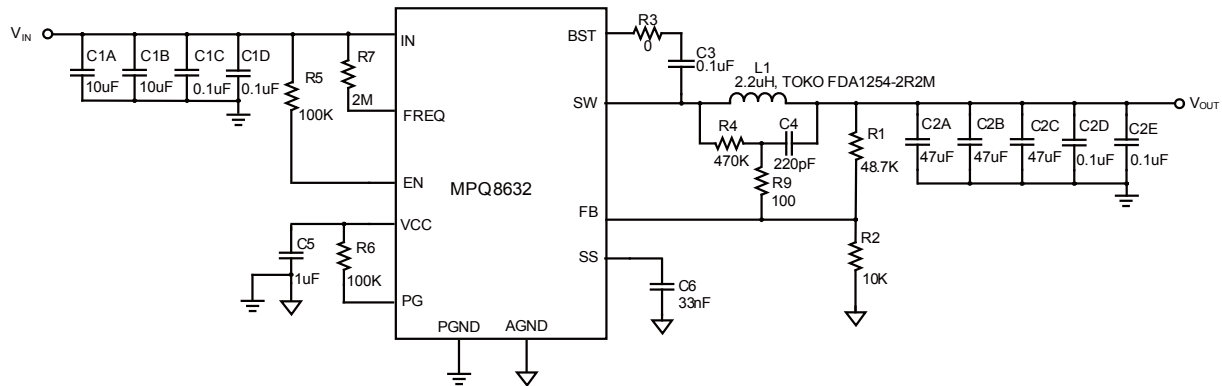 VIN
C1A
10uF
C1B
10uF
C1C
0.1uF
C1D
0.1uF
R5
100K
R7
2M
IN
FREQ
EN
VCC
PG
C5
1uF
R6
100K
MPQ8632
PGND
AGND
BST
SW
FB
SS
R3
0
C3
0.1uF
L1
2.2uH, TOKO FDA1254-2R2M
R4
470K
C4
220pF
R9
100
R1
48.7K
R2
10K
C6
33nF
C2A
47uF
C2B
47uF
C2C
47uF
C2D
0.1uF
C2E
0.1uF
VOUT